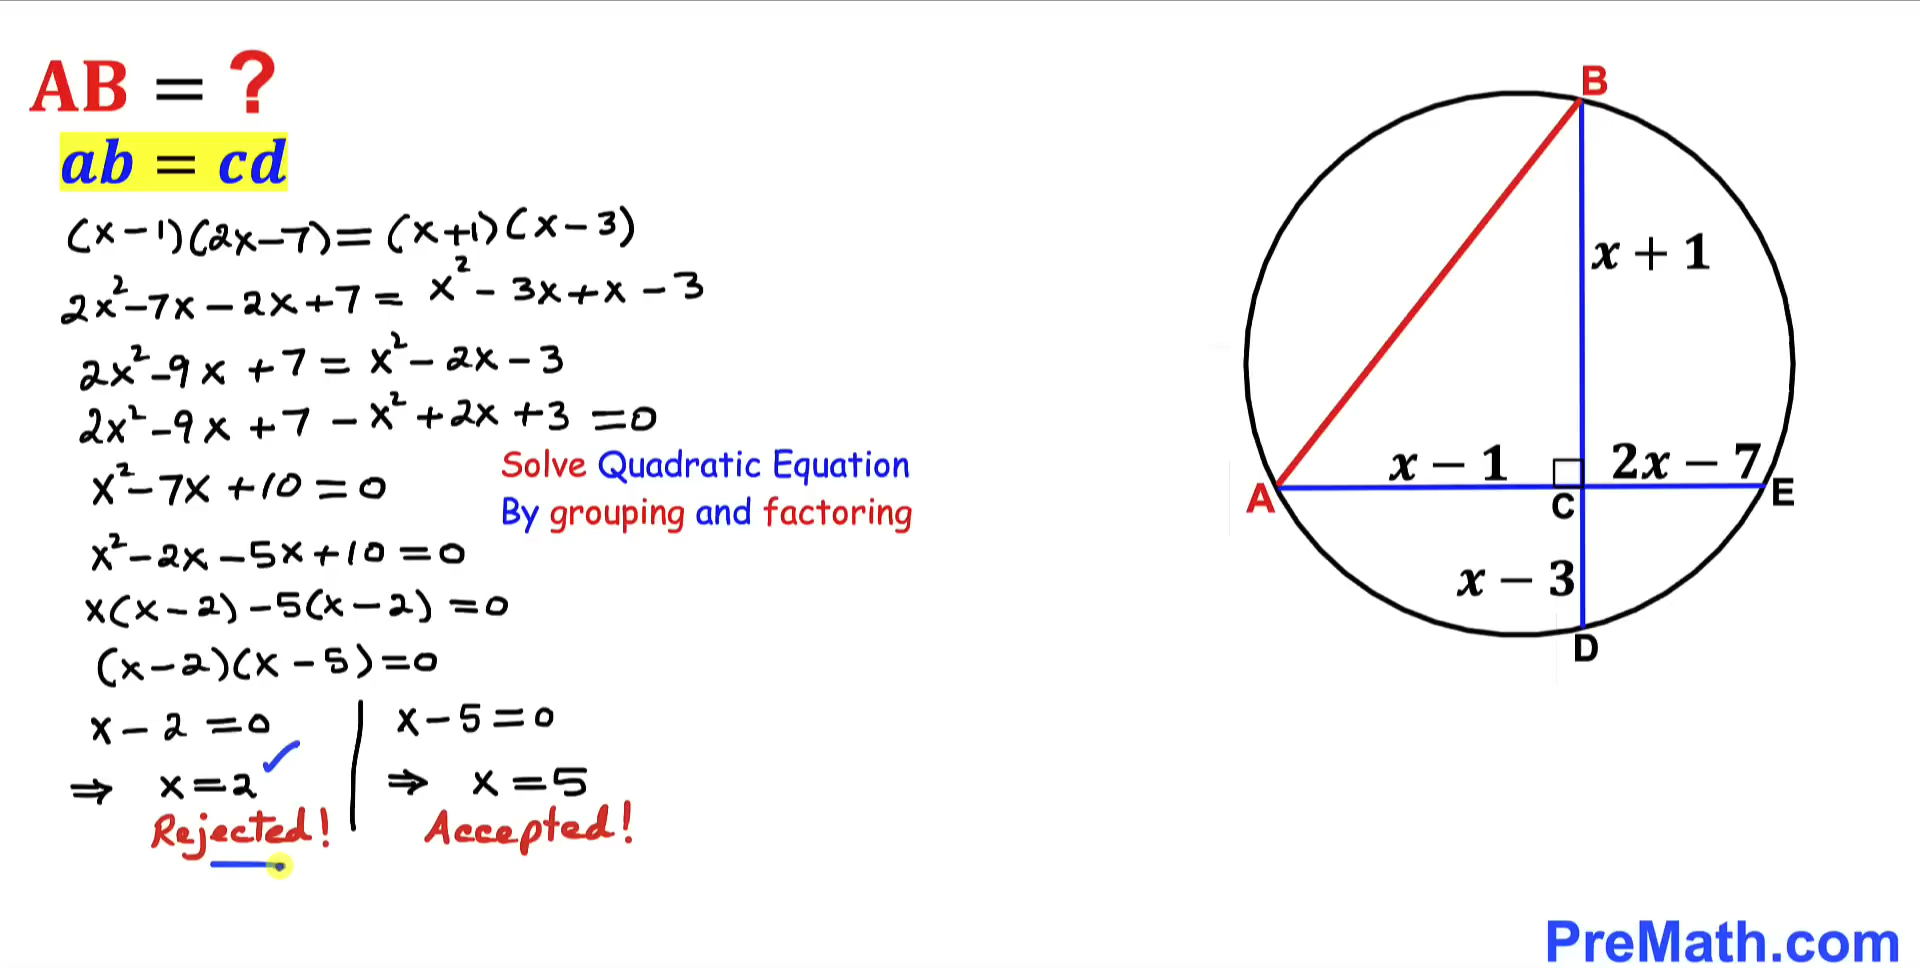 AB = ?
ab = cd
(x-1)(2x-7)=(x+1)(x-3)
2x²-7x-2x+7= x²-3x+x-3
2x²-9x+7=x²-2x-3
2x²-9x+7-x²+2x+3=0
x²-7x+10=0
Solve Quadratic Equation
By grouping and factoring
x²-2x-5x+10=0
x(x-2)-5(x-2)=0
(x-2)(x-5)=0
x-2=0
⇒ x=2 ✓
Rejected!
x-5=0
⇒ x=5
Accepted!
B
x + 1
x − 1
2x − 7
A
C
E
x − 3
D
PreMath.com